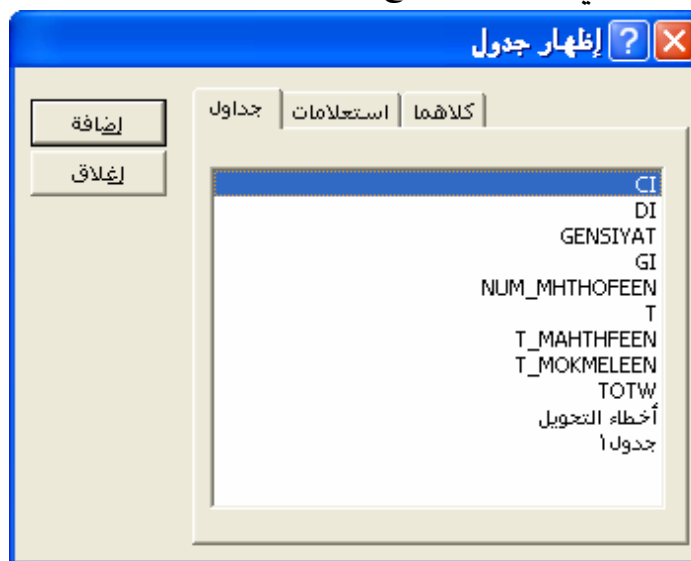 إظهار جدول
جداول استعلامات كلاهما
إضافة
إغلاق
CI
DI
GENSIYAT
GI
NUM_MHTHOFEEN
T
T_MAHTHFEEN
T_MOKMELEEN
TOTW
أخطاء التحويل
جدول١